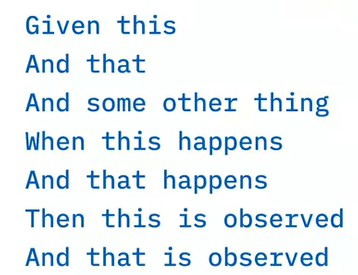 Given this
And that
And some other thing
When this happens
And that happens
Then this is observed
And that is observed